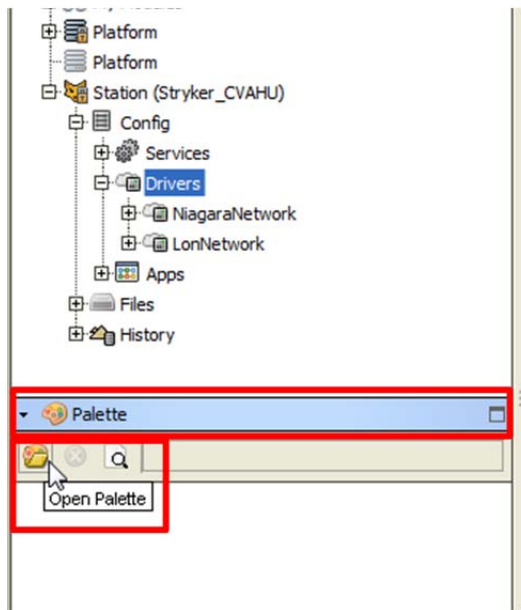 Platform
Platform
Station (Stryker_CVAHU)
Config
Services
Drivers
NiagaraNetwork
LonNetwork
Apps
Files
History
Palette
Open Palette